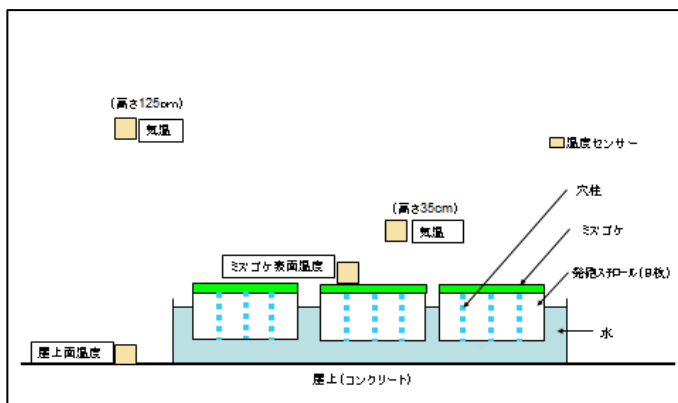 (高さ125cm)
気温
温度センサー
穴柱
(高さ35cm)
気温
ミズゴケ
ミズゴケ表面温度
発砲スチロール(9枚)
水
屋上面温度
屋上(コンクリート)